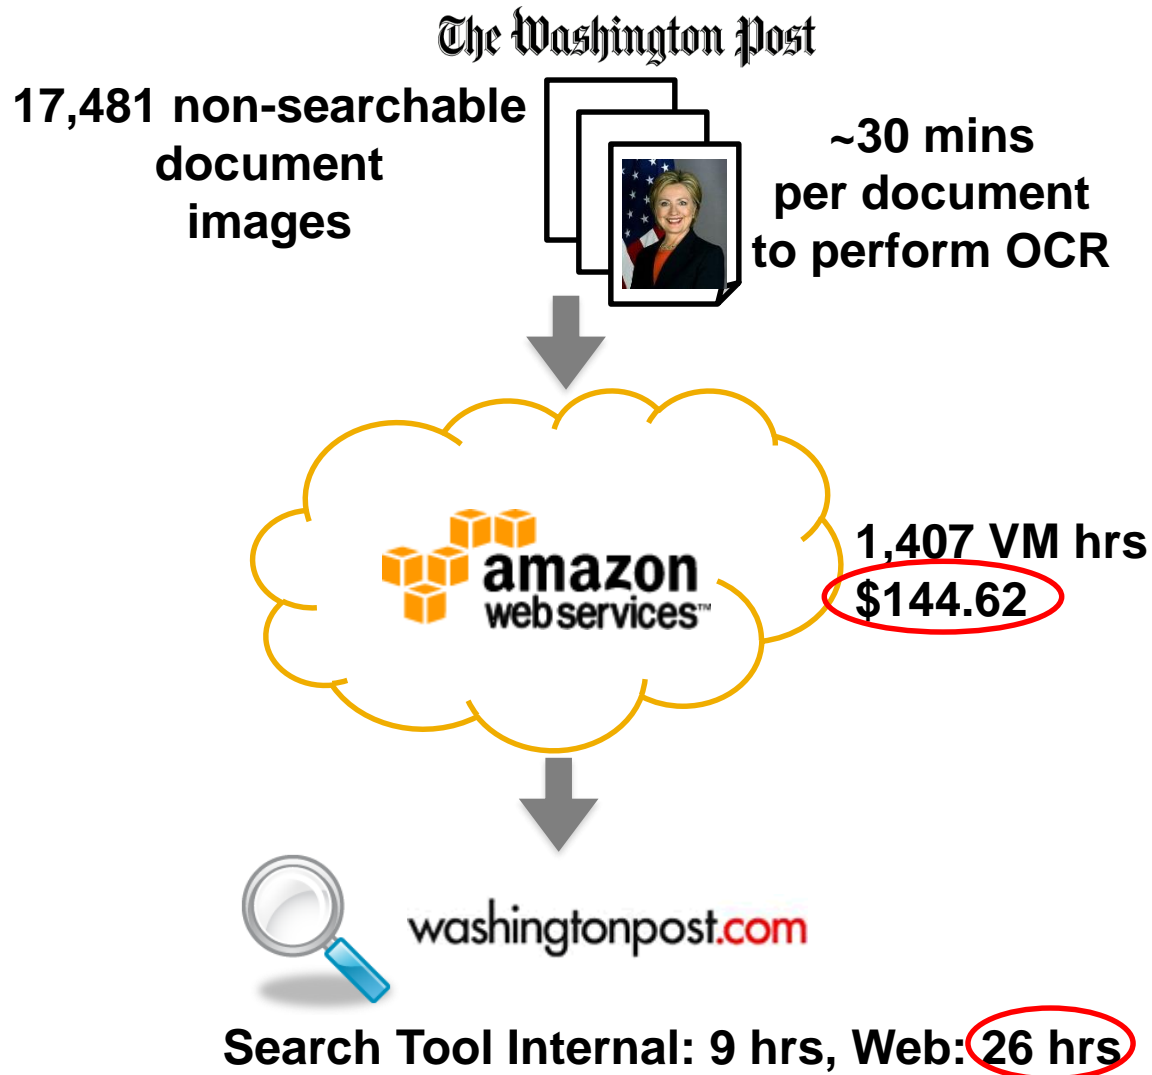 The Washington Post
17,481 non-searchable
document
images
~30 mins
per document
to perform OCR
amazon
web services™
1,407 VM hrs
$144.62
washingtonpost.com
Search Tool Internal: 9 hrs, Web: 26 hrs